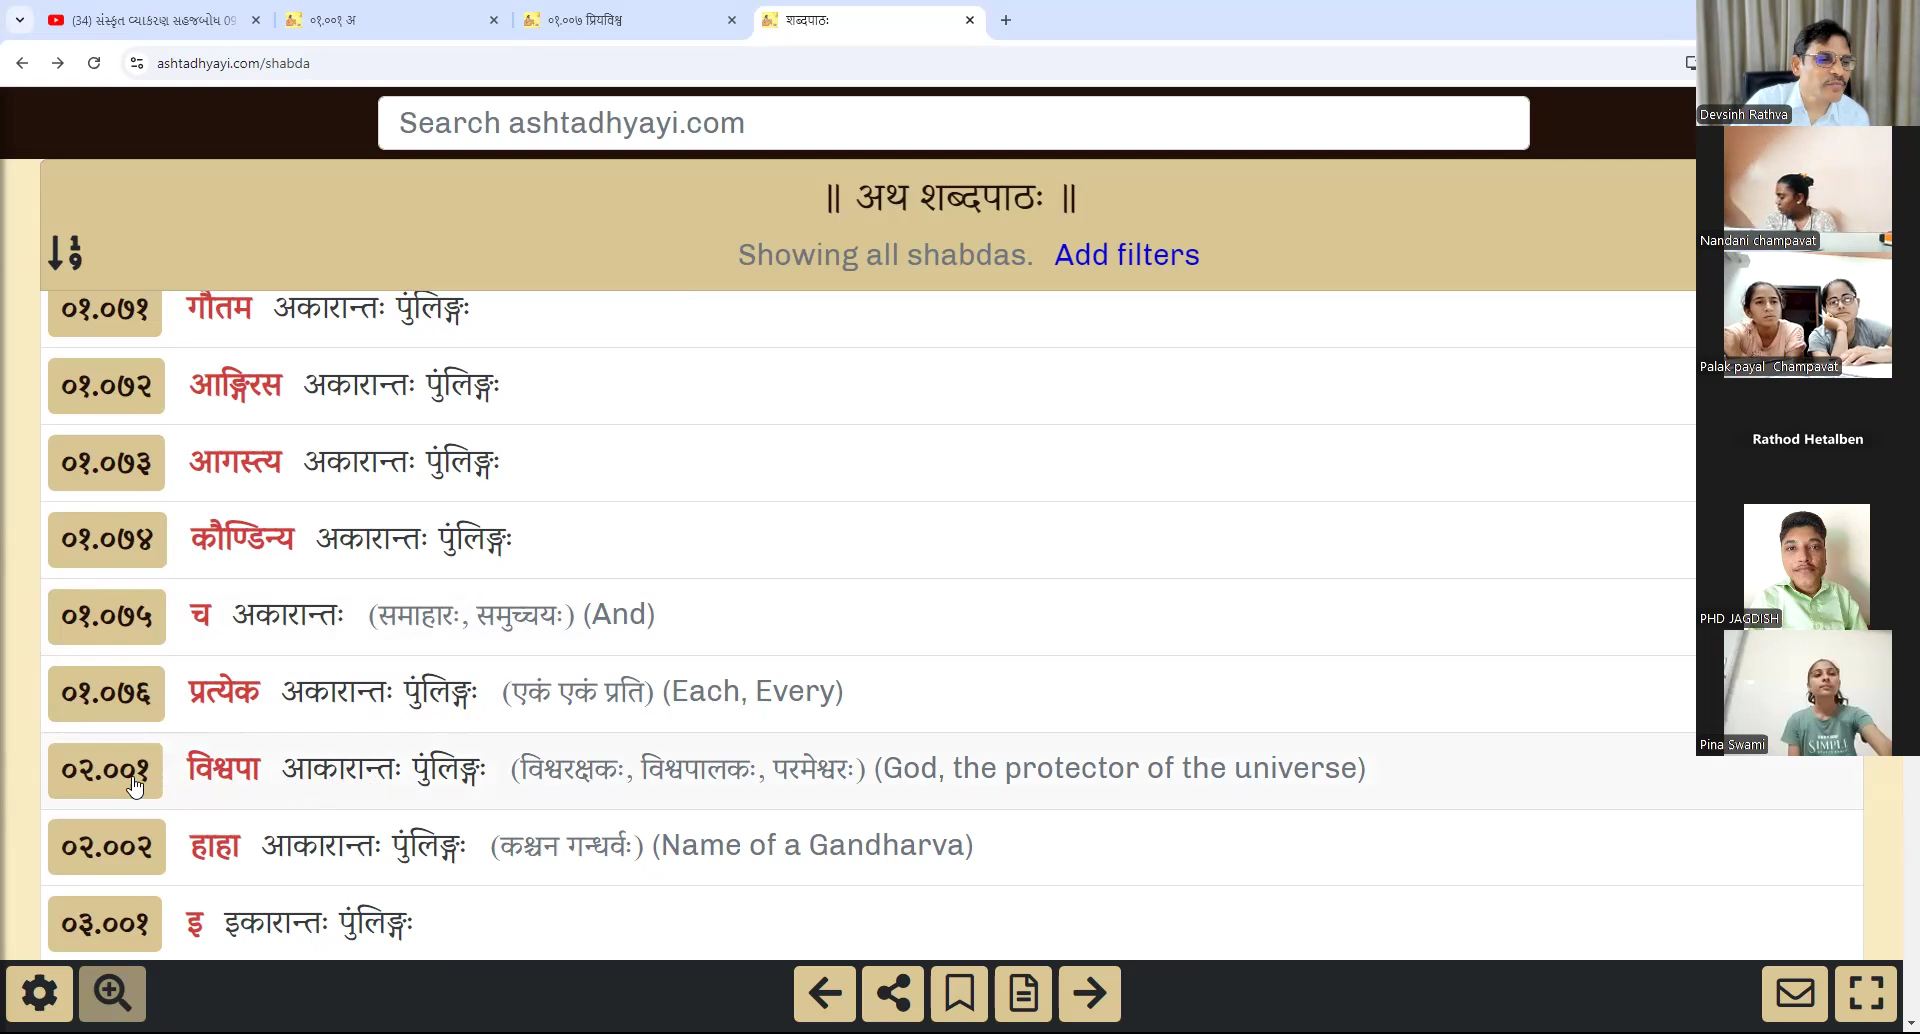 (34) સંસ્કૃત વ્યાકરણ સહજબોધ 09
०१.००१ अ
०१.००७ प्रियविश्व
शब्दपाठः
ashtadhyayi.com/shabda
Search ashtadhyayi.com
॥ अथ शब्दपाठः ॥
Showing all shabdas. Add filters
०१.०७१ गौतम अकारान्तः पुंलिङ्गः
०१.०७२ आङ्गिरस अकारान्तः पुंलिङ्गः
०१.०७३ आगस्त्य अकारान्तः पुंलिङ्गः
०१.०७४ कौण्डिन्य अकारान्तः पुंलिङ्गः
०१.०७५ च अकारान्तः (समाहारः, समुच्चयः) (And)
०१.०७६ प्रत्येक अकारान्तः पुंलिङ्गः (एकं एकं प्रति) (Each, Every)
०२.००१ विश्वपा आकारान्तः पुंलिङ्गः (विश्वरक्षकः, विश्वपालकः, परमेश्वरः) (God, the protector of the universe)
०२.००२ हाहा आकारान्तः पुंलिङ्गः (कश्चन गन्धर्वः) (Name of a Gandharva)
०३.००१ इ इकारान्तः पुंलिङ्गः
Devsinh Rathva
Nandani champavat
Palak payal Champavat
Rathod Hetalben
PHD JAGDISH
SIMPLE
Pina Swami